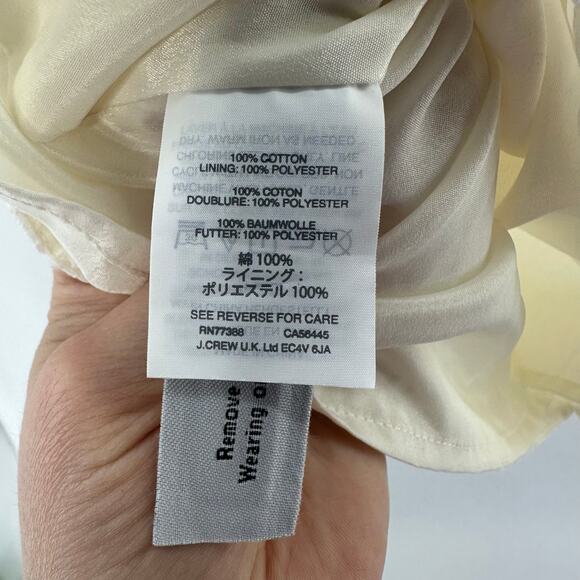 100% COTTON
LINING: 100% POLYESTER
100% COTON
DOUBLURE: 100% POLYESTER
100% BAUMWOLLE
FUTTER: 100% POLYESTER
綿 100%
ライニング：
ポリエステル 100%
SEE REVERSE FOR CARE
RN77388 CA56445
J.CREW U.K. Ltd EC4V 6JA
Remove
Wearing